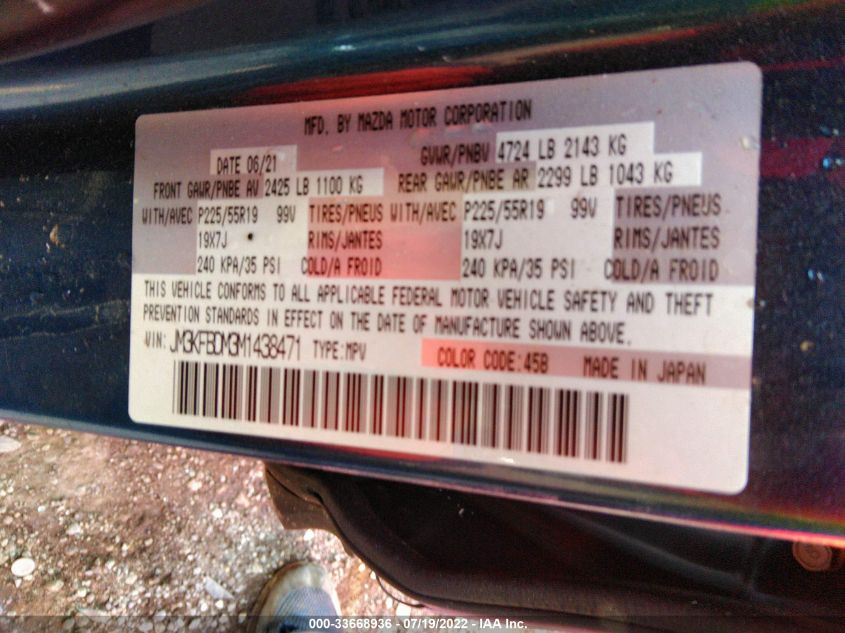 MFD. BY MAZDA MOTOR CORPORATION
DATE 06/21 GVWR/PNBV 4724 LB 2143 KG
FRONT GAWR/PNBE AV 2425 LB 1100 KG REAR GAWR/PNBE AR 2299 LB 1043 KG
WITH/AVEC P225/55R19 99V TIRES/PNEUS WITH/AVEC P225/55R19 99V TIRES/PNEUS
19X7J RIMS/JANTES 19X7J RIMS/JANTES
240 KPA/35 PSI COLD/A FROID 240 KPA/35 PSI COLD/A FROID
THIS VEHICLE CONFORMS TO ALL APPLICABLE FEDERAL MOTOR VEHICLE SAFETY AND THEFT
PREVENTION STANDARDS IN EFFECT ON THE DATE OF MANUFACTURE SHOWN ABOVE.
VIN: JM3KFBDM3M1438471 TYPE:MPV COLOR CODE:45B MADE IN JAPAN
000-33668936 - 07/19/2022 - IAA Inc.